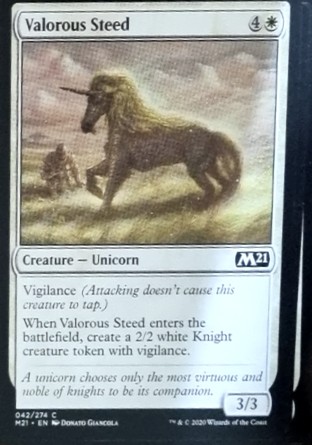 Valorous Steed 4
Creature — Unicorn M21
Vigilance (Attacking doesn't cause this
creature to tap.)
When Valorous Steed enters the
battlefield, create a 2/2 white Knight
creature token with vigilance.
A unicorn chooses only the most virtuous and
noble of knights to be its companion.
3/3
042/274 C
M21 • EN Donato Giancola ™ & © 2020 Wizards of the Coast